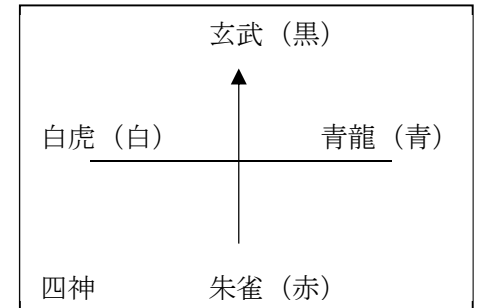 玄武（黒）
白虎（白） 青龍（青）
四神 朱雀（赤）